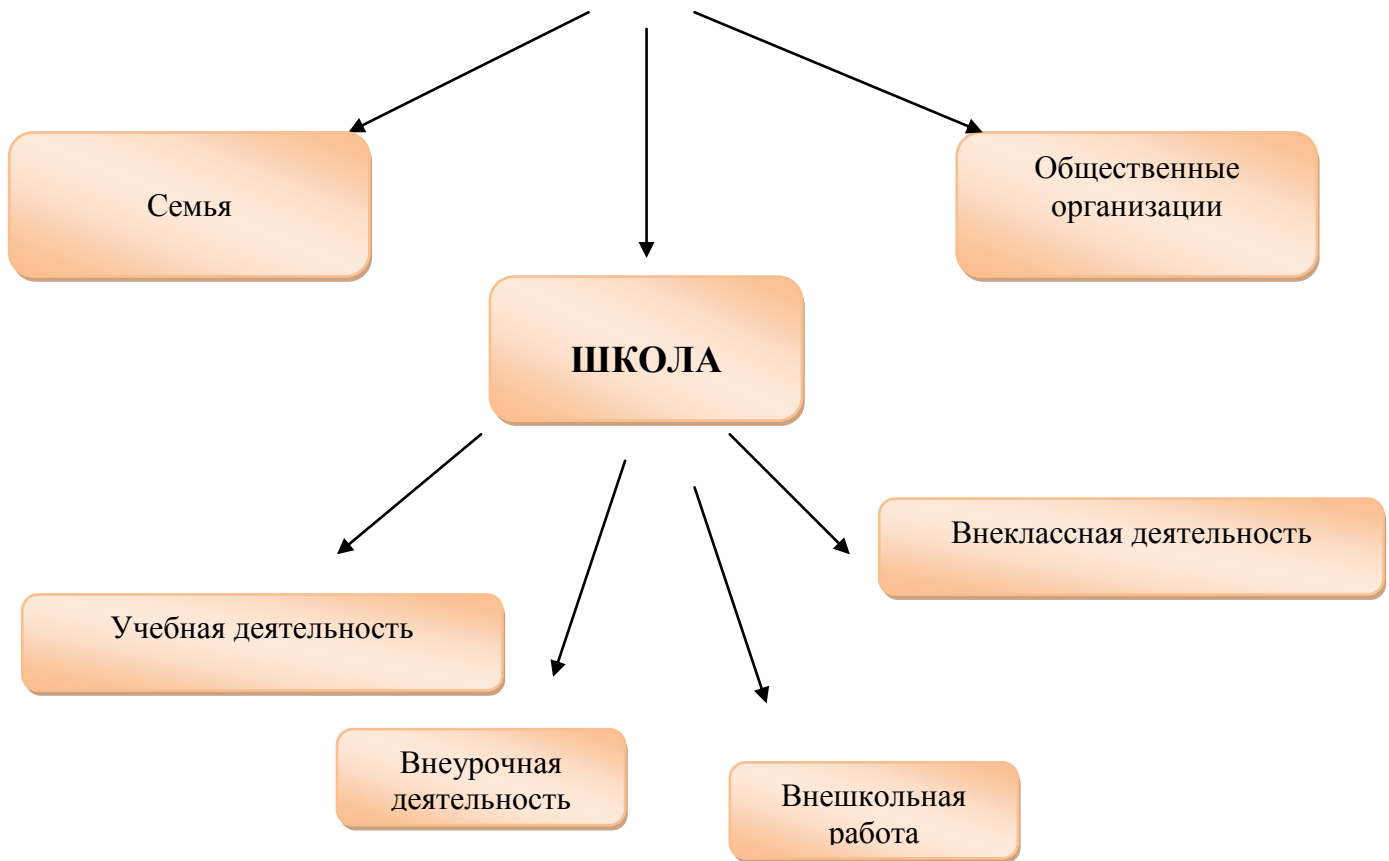 Семья
Общественные
организации
ШКОЛА
Внеклассная деятельность
Учебная деятельность
Внеурочная
деятельность
Внешкольная
работа